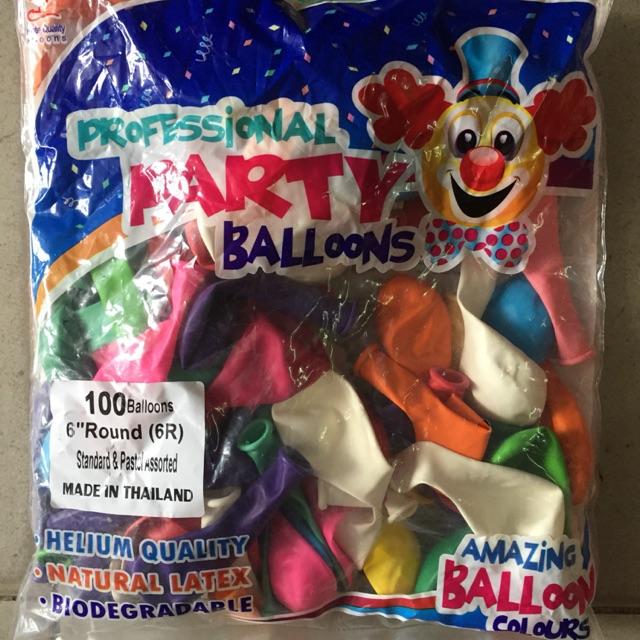 Quality
PROFESSIONAL
PARTY
BALLOONS
100 Balloons
6"Round (6R)
Standard & Pastel Assorted
MADE IN THAILAND
• HELIUM QUALITY
• NATURAL LATEX
• BIODEGRADABLE
AMAZING
BALLOON
COLOURS